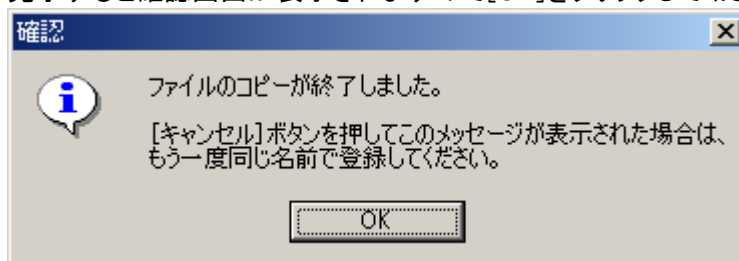 確認
ファイルのコピーが終了しました。
[キャンセル]ボタンを押してこのメッセージが表示された場合は、
もう一度同じ名前で登録してください。
OK